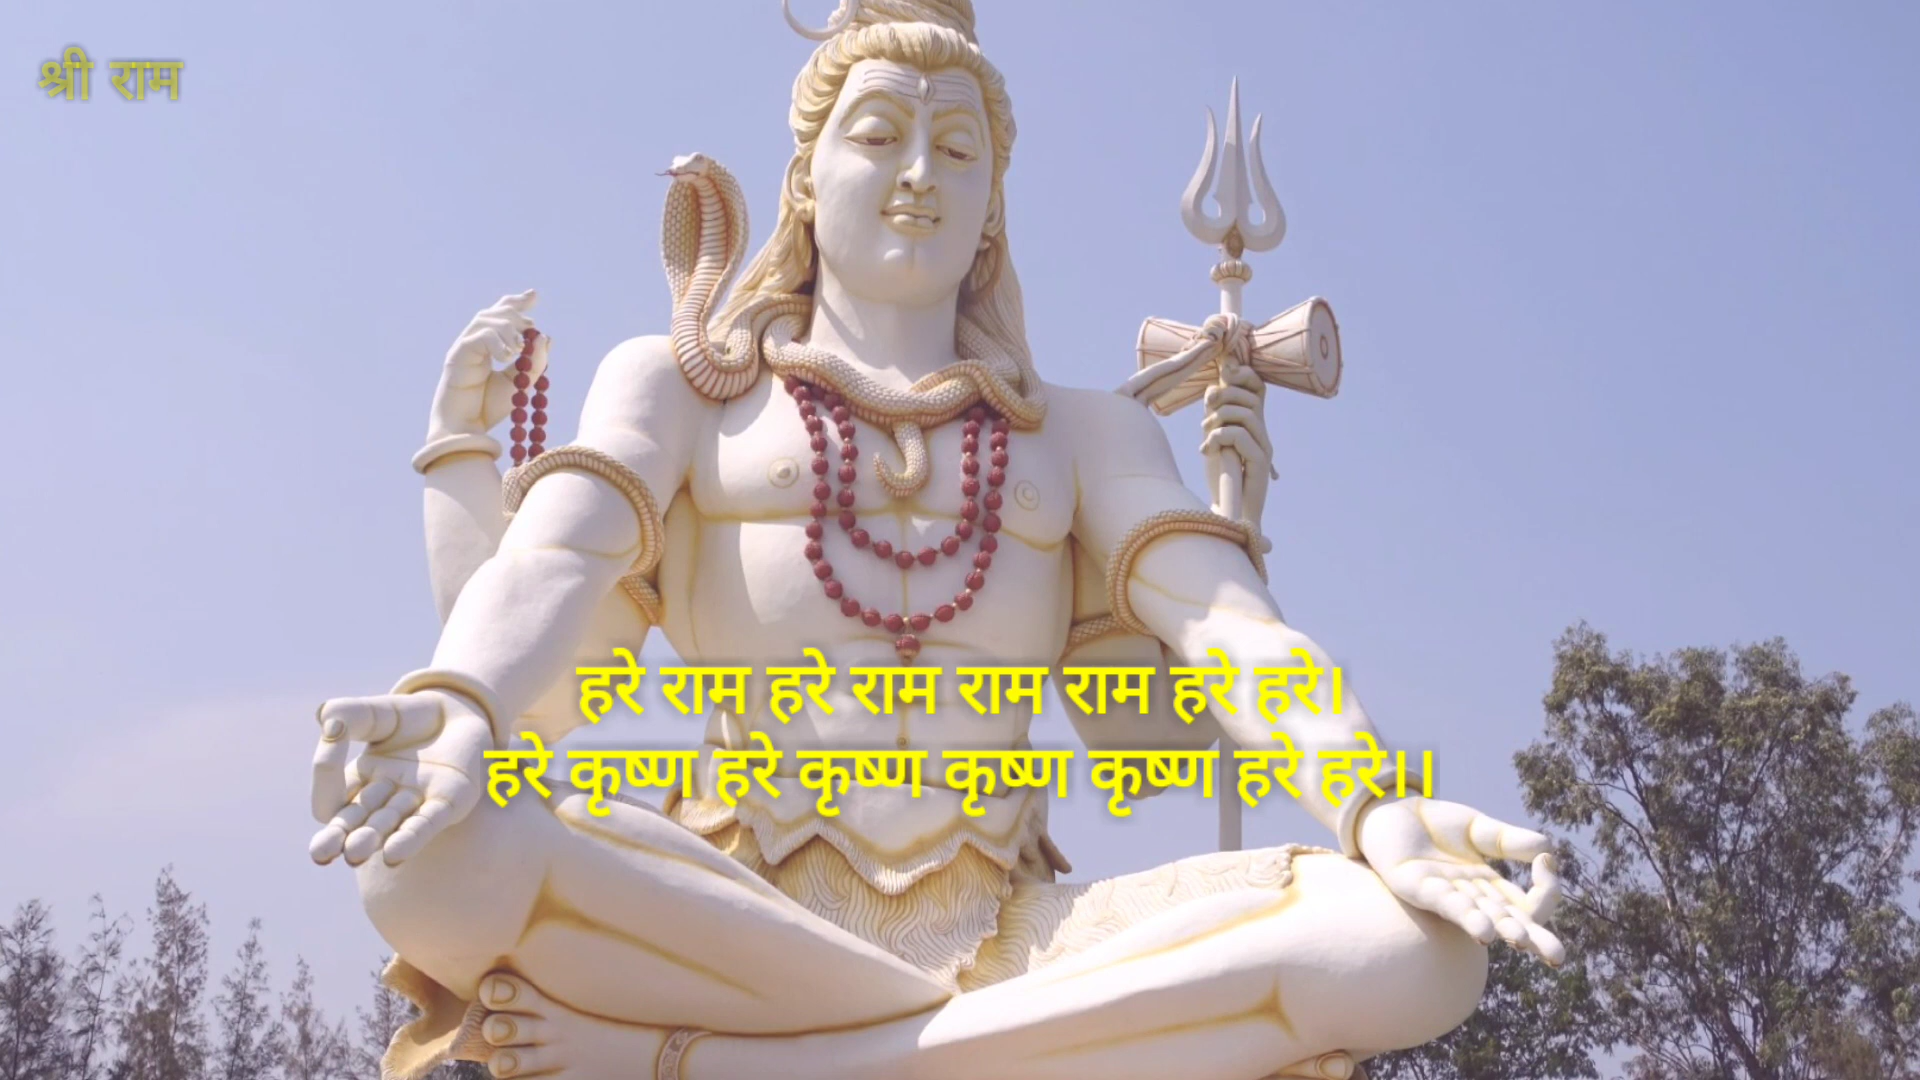 श्री राम
हरे राम हरे राम राम राम हरे हरे।
हरे कृष्ण हरे कृष्ण कृष्ण कृष्ण हरे हरे।।